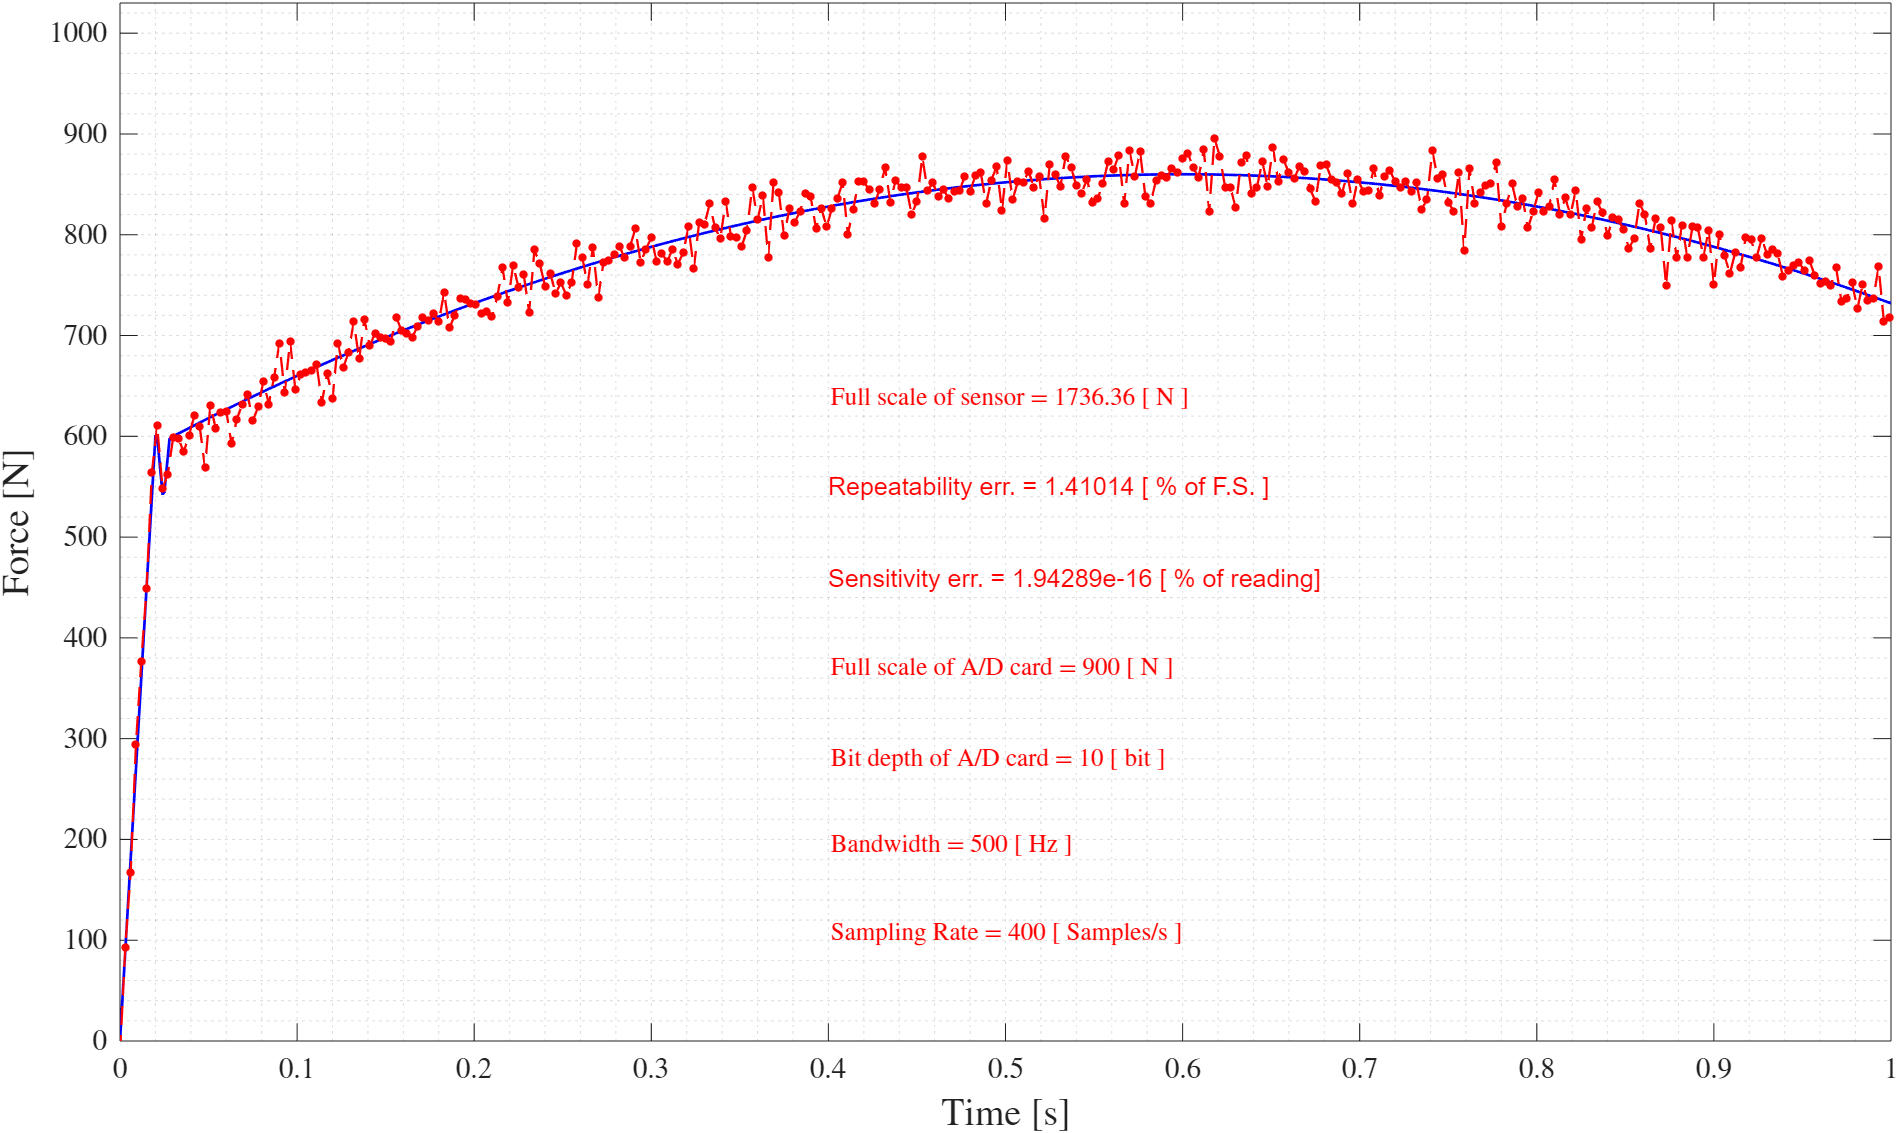 1000
900
800
700
600
500
400
300
200
100
0
Force [N]
Full scale of sensor = 1736.36 [ N ]
Repeatability err. = 1.41014 [ % of F.S. ]
Sensitivity err. = 1.94289e-16 [ % of reading]
Full scale of A/D card = 900 [ N ]
Bit depth of A/D card = 10 [ bit ]
Bandwidth = 500 [ Hz ]
Sampling Rate = 400 [ Samples/s ]
0 0.1 0.2 0.3 0.4 0.5 0.6 0.7 0.8 0.9 1
Time [s]